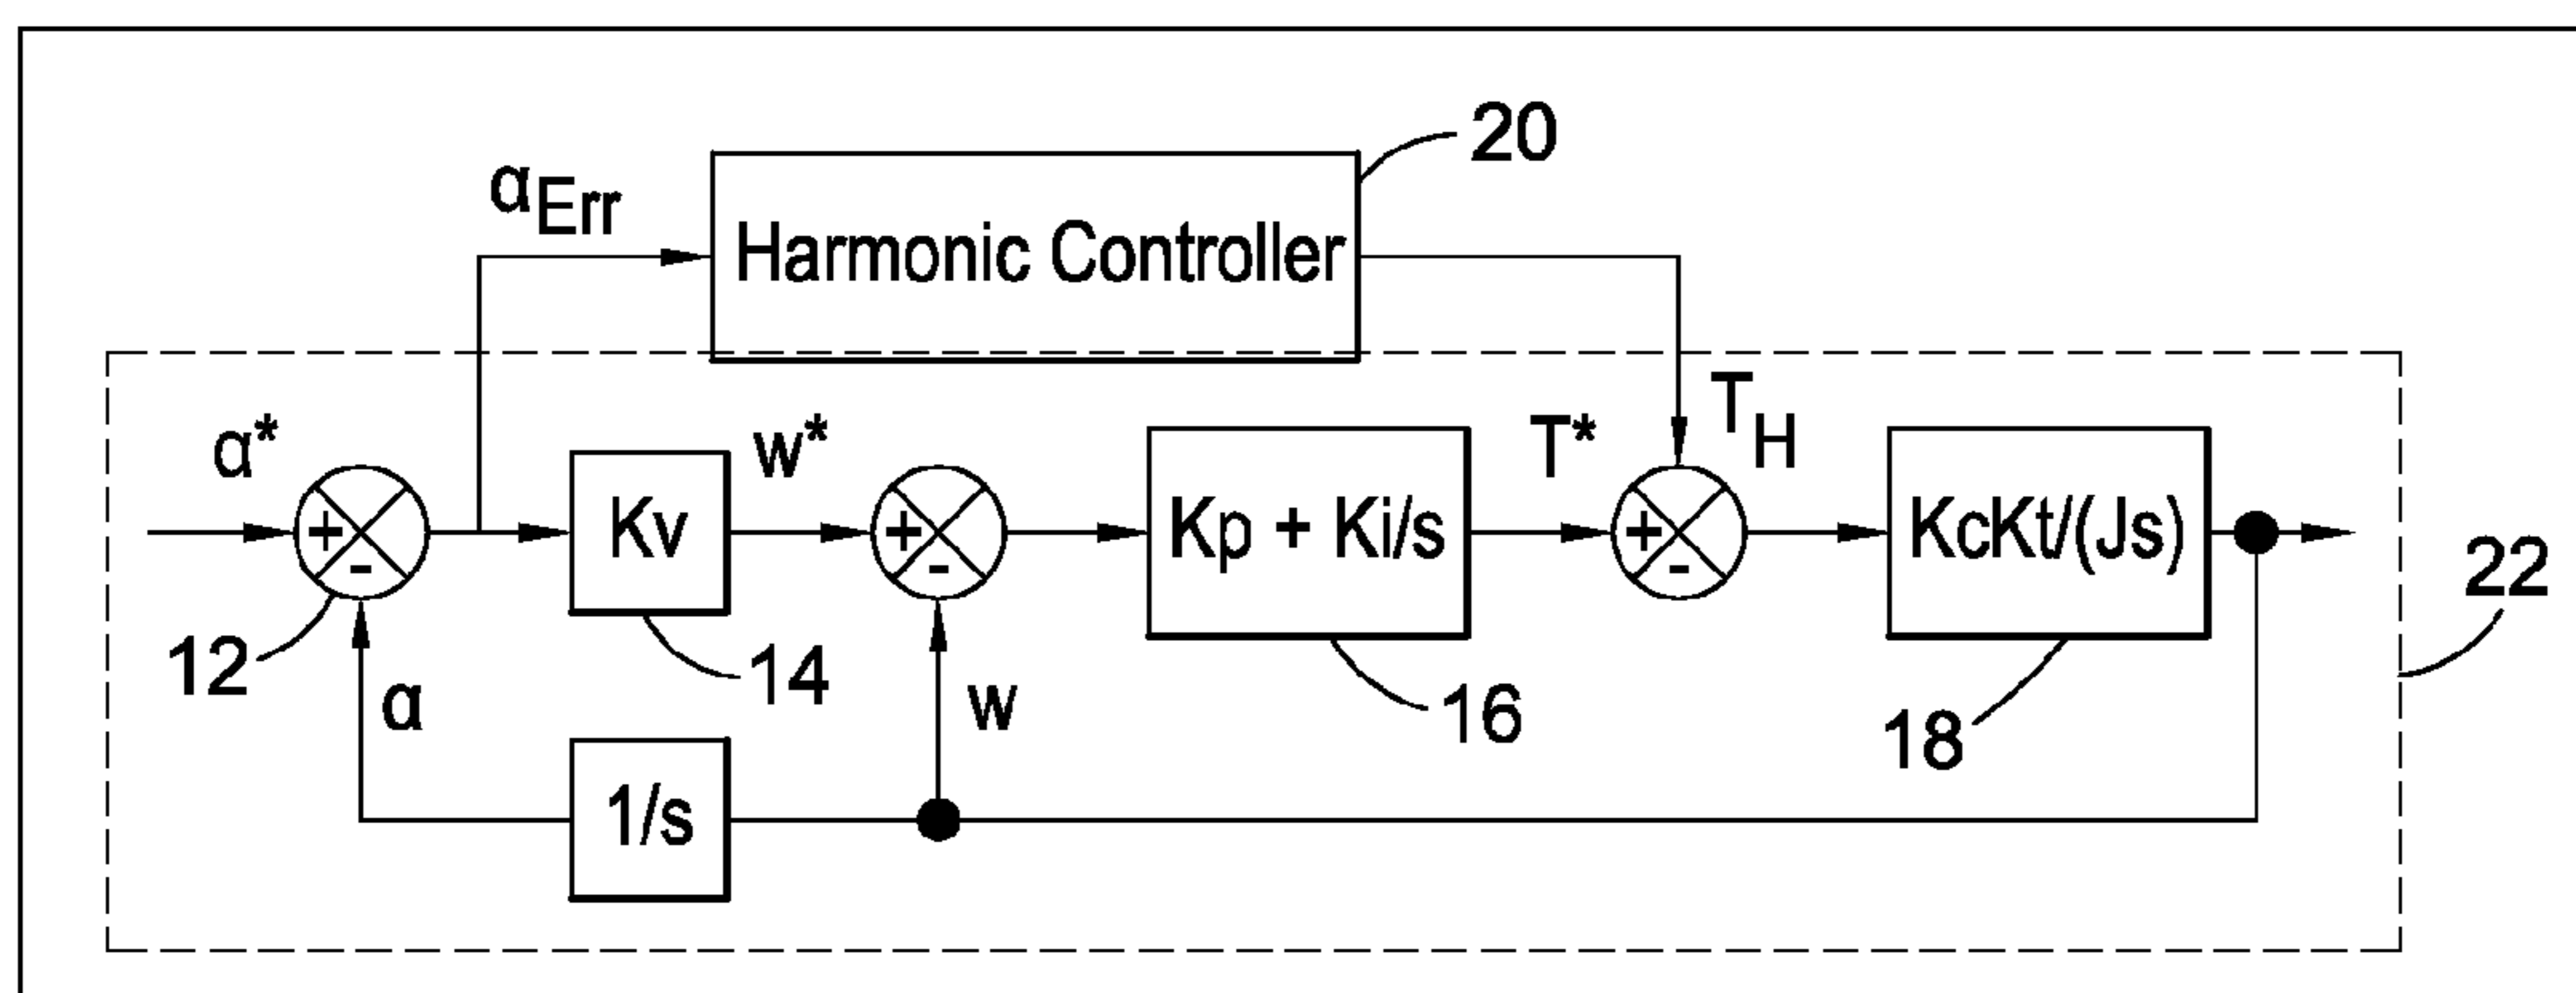 20
αErr
Harmonic Controller
α*
+
-
12
Kv
14
w*
+
-
Kp + Ki/s
16
T*
TH
+
-
KcKt/(Js)
18
22
α
1/s
w